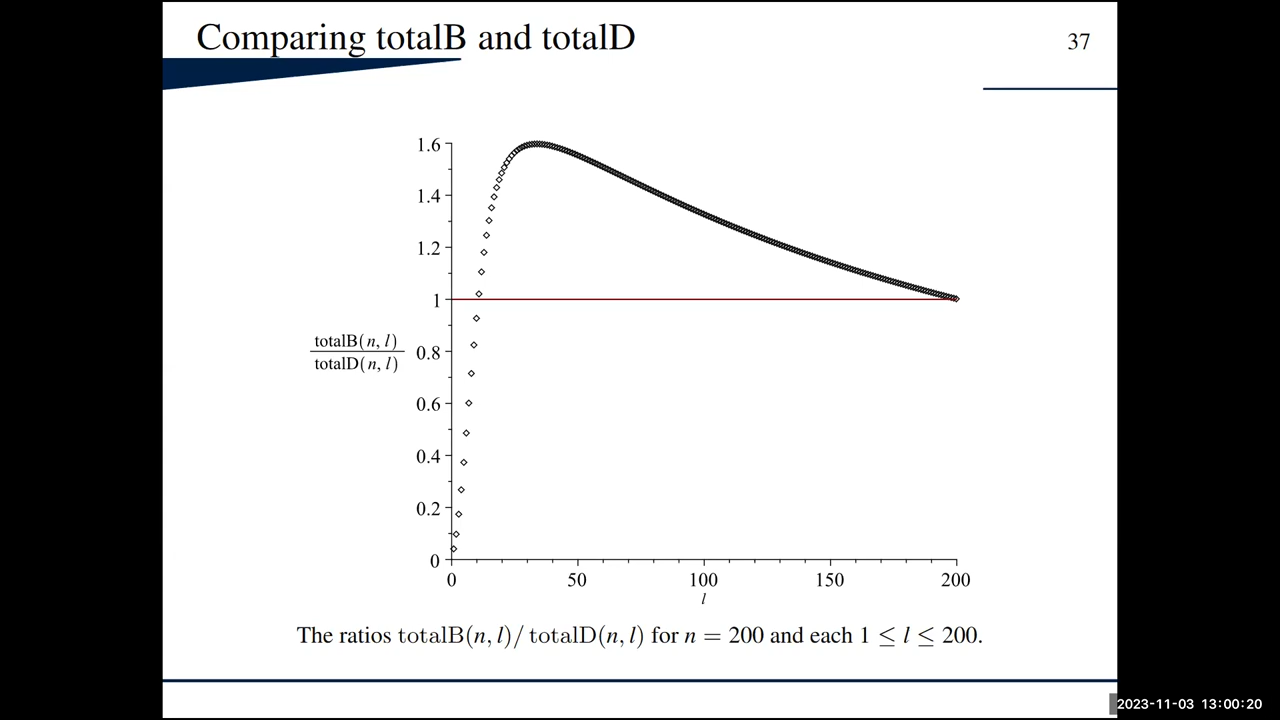 Comparing totalB and totalD
37
1.6
1.4
1.2
1
totalB(n, l)
totalD(n, l)
0.8
0.6
0.4
0.2
0
0 50 100 150 200
l
The ratios totalB(n, l)/ totalD(n, l) for n = 200 and each 1 ≤ l ≤ 200.
2023-11-03 13:00:20